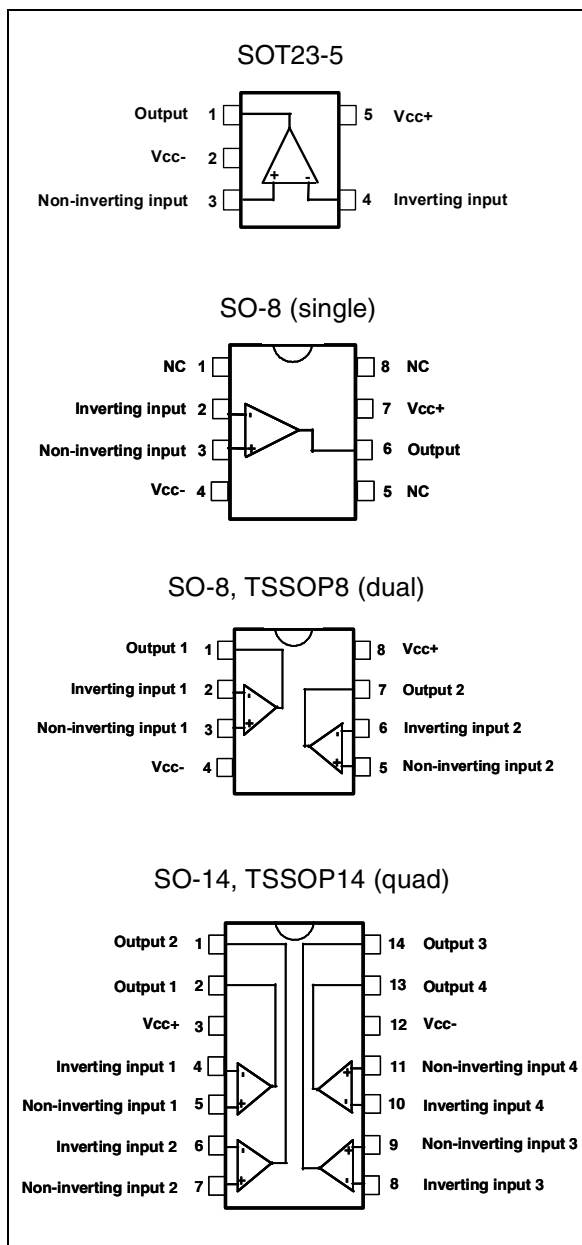 SOT23-5
Output 1 5 Vcc+
Vcc- 2
+ -
Non-inverting input 3 4 Inverting input
SO-8 (single)
NC 1 8 NC
Inverting input 2 - 7 Vcc+
Non-inverting input 3 + 6 Output
Vcc- 4 5 NC
SO-8, TSSOP8 (dual)
Output 1 1 8 Vcc+
Inverting input 1 2 - 7 Output 2
Non-inverting input 1 3 + - 6 Inverting input 2
Vcc- 4 + 5 Non-inverting input 2
SO-14, TSSOP14 (quad)
Output 2 1 14 Output 3
Output 1 2 13 Output 4
Vcc+ 3 12 Vcc-
Inverting input 1 4 - + 11 Non-inverting input 4
Non-inverting input 1 5 + - 10 Inverting input 4
Inverting input 2 6 - + 9 Non-inverting input 3
Non-inverting input 2 7 + - 8 Inverting input 3